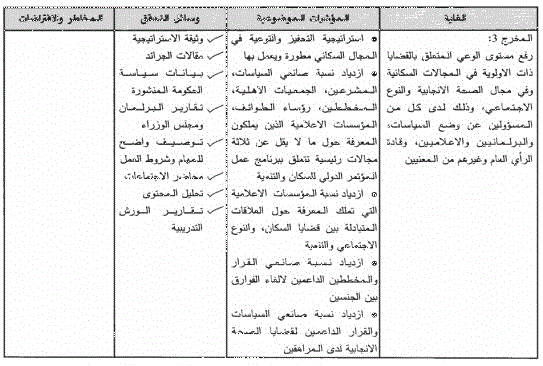 الغاية
المؤشرات الموضوعية
وسائل التحقق
المخاطر والافتراضات
المخرج 3:
رفع مستوى الوعي المتعلق بالقضايا
ذات الاولوية في المجالات السكانية
وفي مجال الصحة الانجابية والنوع
الاجتماعي، وذلك لدى كل من
المسؤولين عن وضع السياسات،
والبرلمانيين والاعلاميين، وقادة
الرأي العام وغيرهم من المعنيين
• استراتيجية التحفيز والتوعية في
المجال السكاني مطورة ويعمل بها
• ازدياد نسبة صانعي السياسات،
المشرعين، الجمعيات الاهلية،
المخططين، رؤساء الطوائف،
المؤسسات الاعلامية الذين يملكون
المعرفة حول ما لا يقل عن ثلاثة
مجالات رئيسية تتعلق ببرنامج عمل
المؤتمر الدولي للسكان والتنمية
• ازدياد نسبة المؤسسات الاعلامية
التي تملك المعرفة حول العلاقات
المتبادلة بين قضايا السكان، والنوع
الاجتماعي والتنمية
• ازدياد نسبة صانعي القرار
والمخططين الداعمين لالغاء الفوارق
بين الجنسين
• ازدياد نسبة صانعي السياسات
والقرار الداعمين لقضايا الصحة
الانجابية لدى المراهقين
✓ وثيقة الاستراتيجية
✓ مقالات الجرائد
✓ بيانات سياسة
الحكومة المنشورة
✓ تقارير البرلمان
ومجلس الوزراء
✓ توصيف واضح
للمهام وشروط العمل
✓ محاضر الاجتماعات
✓ تحليل المحتوى
✓ تقارير الورش
التدريبية